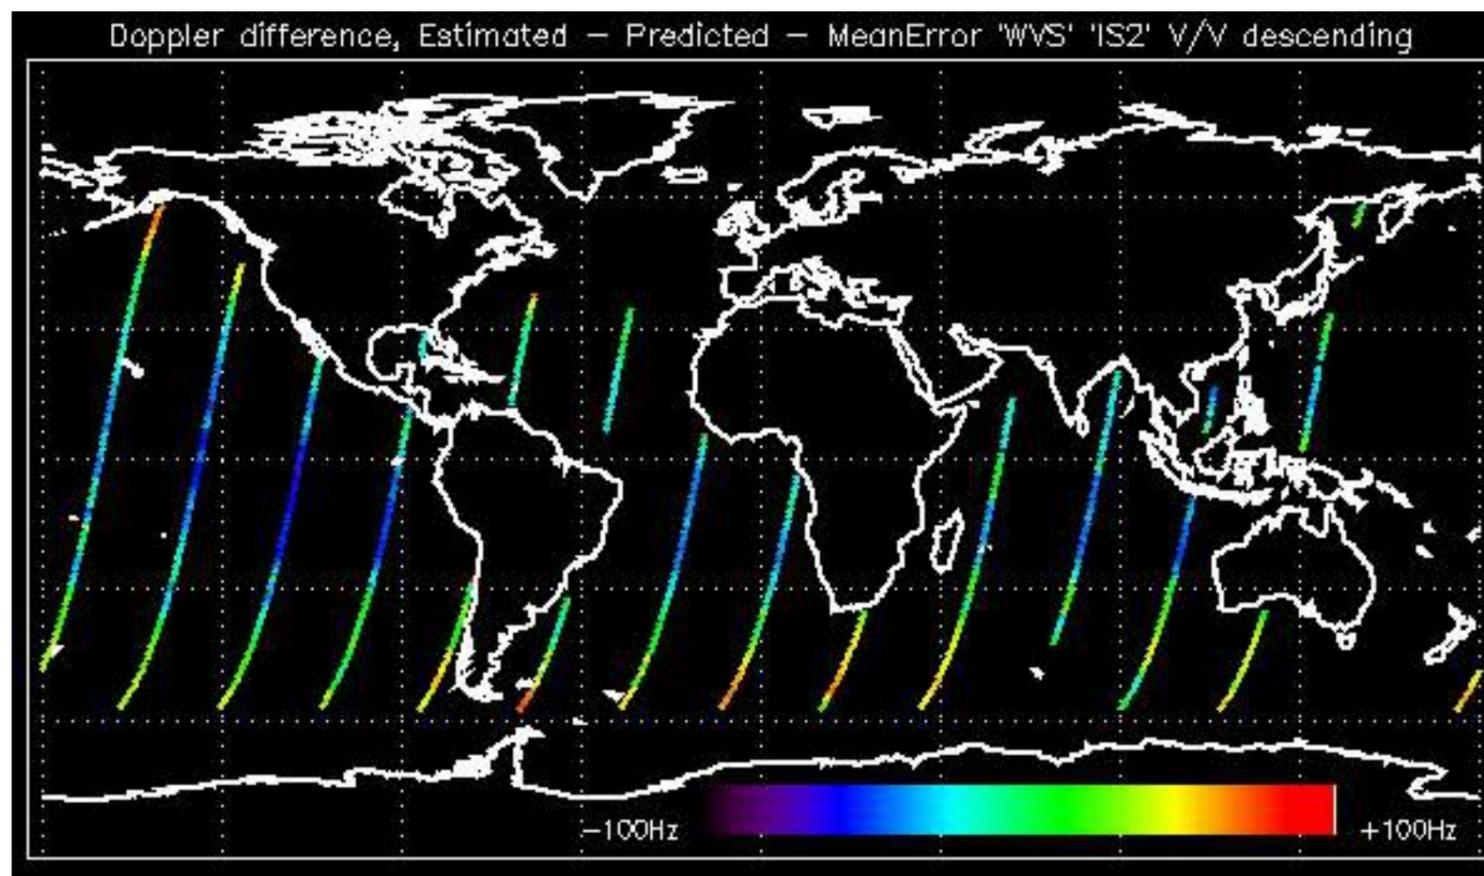 Doppler difference, Estimated — Predicted — MeanError 'WVS' 'IS2' V/V descending
−100Hz
+100Hz